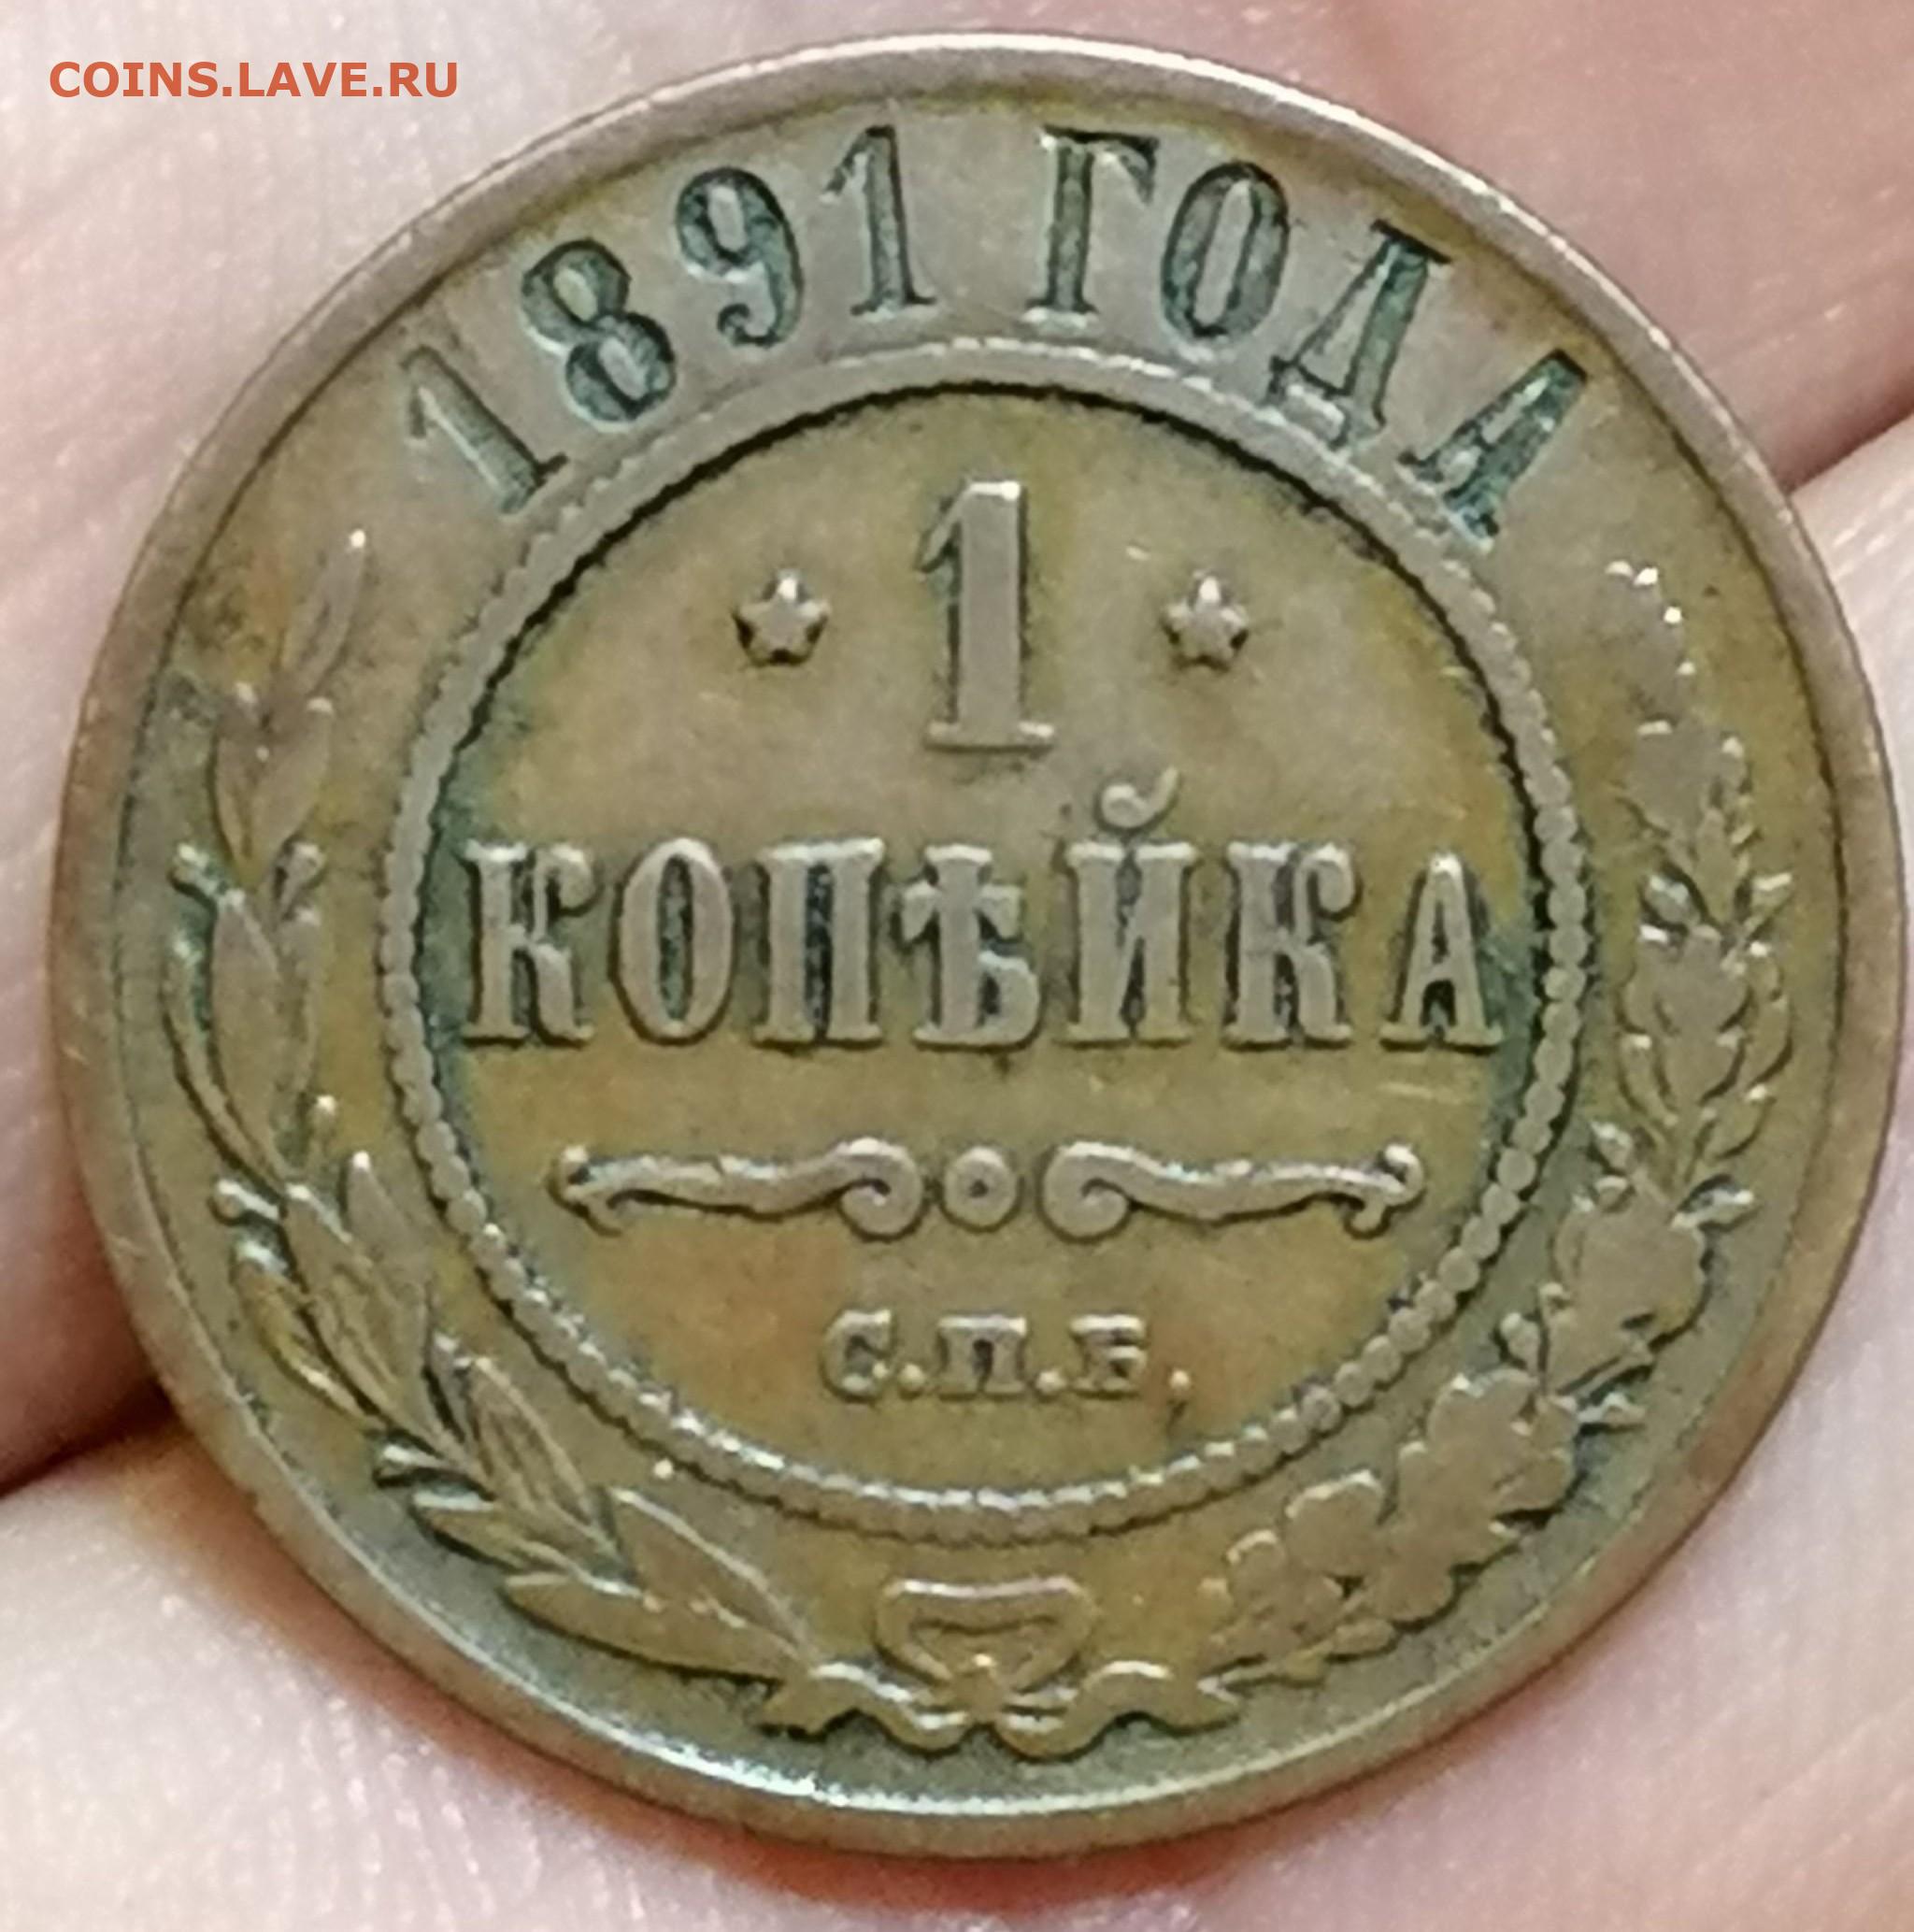 COINS.LAVE.RU
1891 ГОДА
1
КОПѢЙКА
С.П.Б.